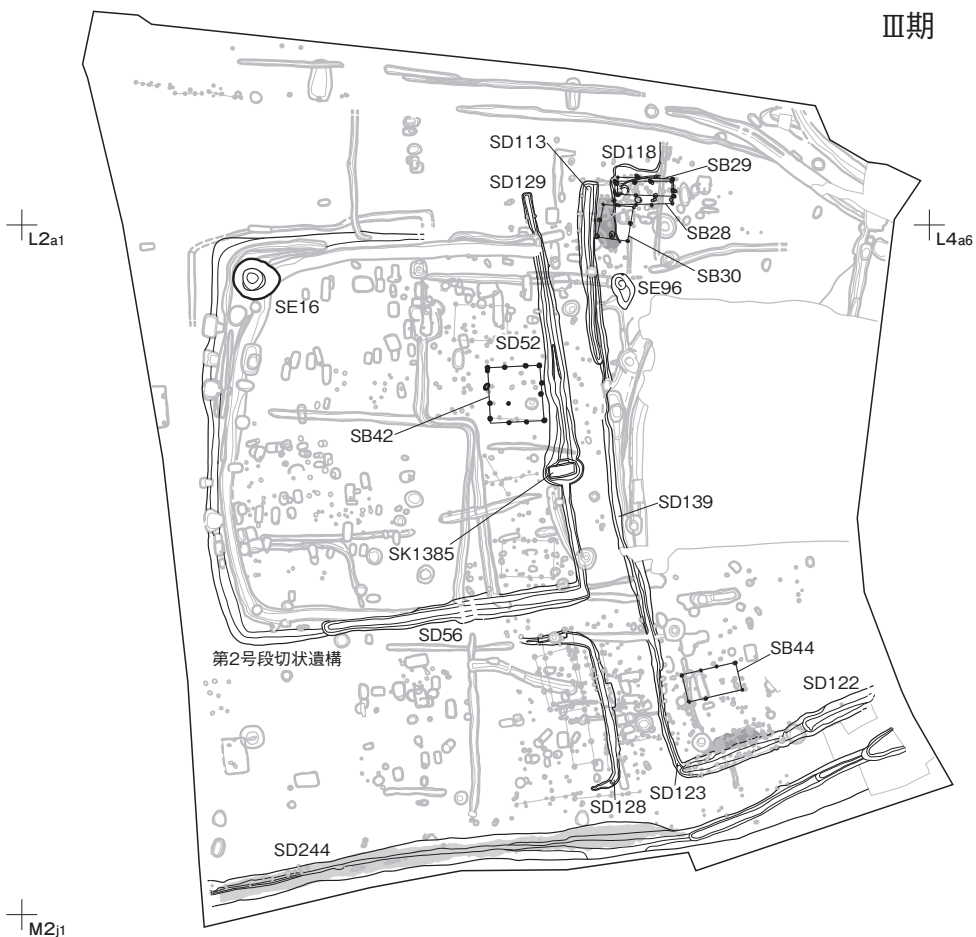 Ⅲ期
SD113
SD118
SB29
SD129
SB28
L2a1
L4a6
SB30
SE96
SE16
SD52
SB42
SD139
SK1385
SD56
第2号段切状遺構
SB44
SD122
SD123
SD128
SD244
M2j1